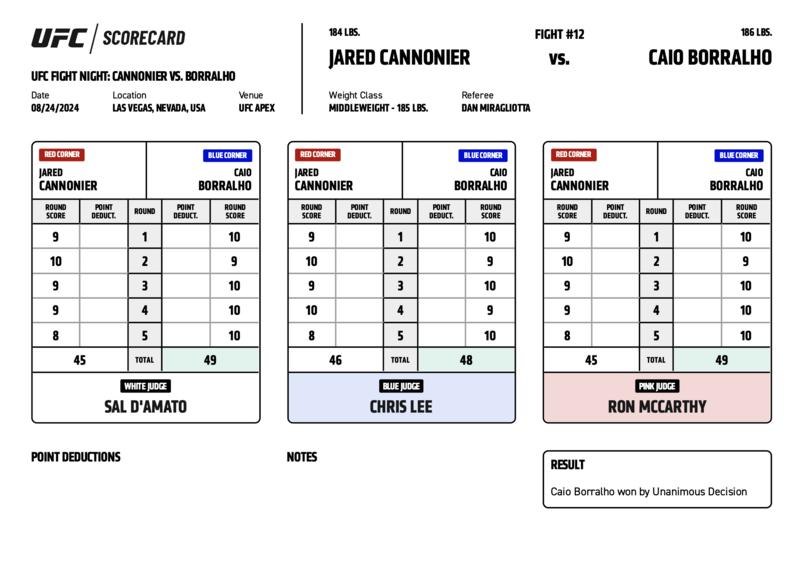 UFC / SCORECARD
UFC FIGHT NIGHT: CANNONIER VS. BORRALHO
Date Location Venue
08/24/2024 LAS VEGAS, NEVADA, USA UFC APEX
184 LBS. FIGHT #12 186 LBS.
JARED CANNONIER vs. CAIO BORRALHO
Weight Class Referee
MIDDLEWEIGHT - 185 LBS. DAN MIRAGLIOTTA
RED CORNER BLUE CORNER
JARED CAIO
CANNONIER BORRALHO
ROUND SCORE POINT DEDUCT. ROUND POINT DEDUCT. ROUND SCORE
9 1 10
10 2 9
9 3 10
9 4 10
8 5 10
45 TOTAL 49
WHITE JUDGE
SAL D'AMATO
RED CORNER BLUE CORNER
JARED CAIO
CANNONIER BORRALHO
ROUND SCORE POINT DEDUCT. ROUND POINT DEDUCT. ROUND SCORE
9 1 10
10 2 9
9 3 10
10 4 9
8 5 10
46 TOTAL 48
BLUE JUDGE
CHRIS LEE
RED CORNER BLUE CORNER
JARED CAIO
CANNONIER BORRALHO
ROUND SCORE POINT DEDUCT. ROUND POINT DEDUCT. ROUND SCORE
9 1 10
10 2 9
9 3 10
9 4 10
8 5 10
45 TOTAL 49
PINK JUDGE
RON MCCARTHY
POINT DEDUCTIONS
NOTES
RESULT
Caio Borralho won by Unanimous Decision